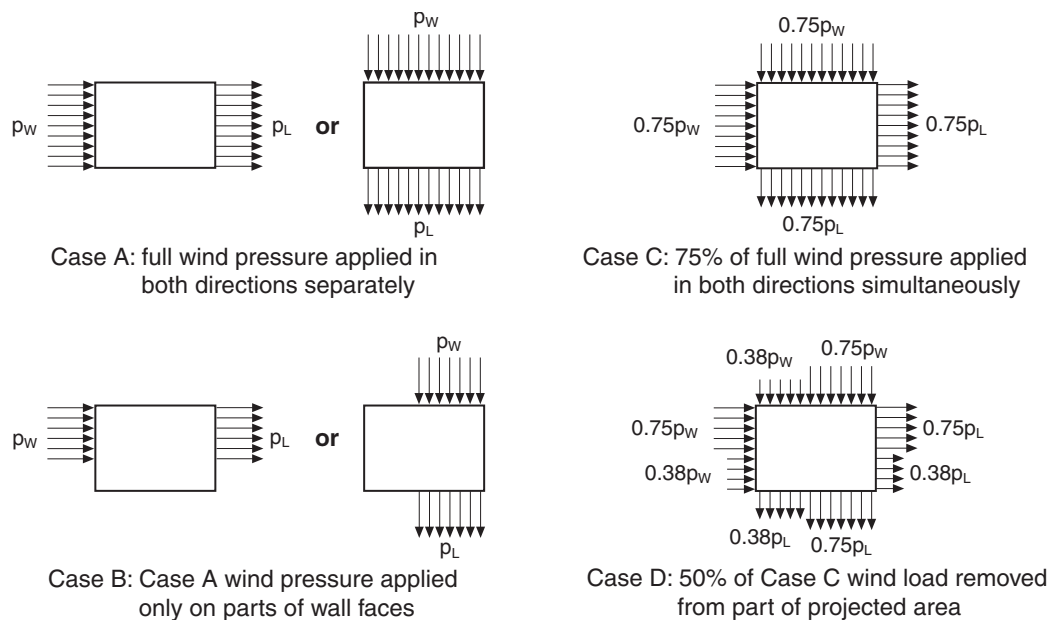 pW
pW
pL
or
pL
Case A: full wind pressure applied in
both directions separately
0.75pW
0.75pW
0.75pL
0.75pL
Case C: 75% of full wind pressure applied
in both directions simultaneously
pW
pW
pL
or
pL
Case B: Case A wind pressure applied
only on parts of wall faces
0.38pW
0.75pW
0.75pW
0.75pL
0.38pW
0.38pL
0.38pL
0.75pL
Case D: 50% of Case C wind load removed
from part of projected area